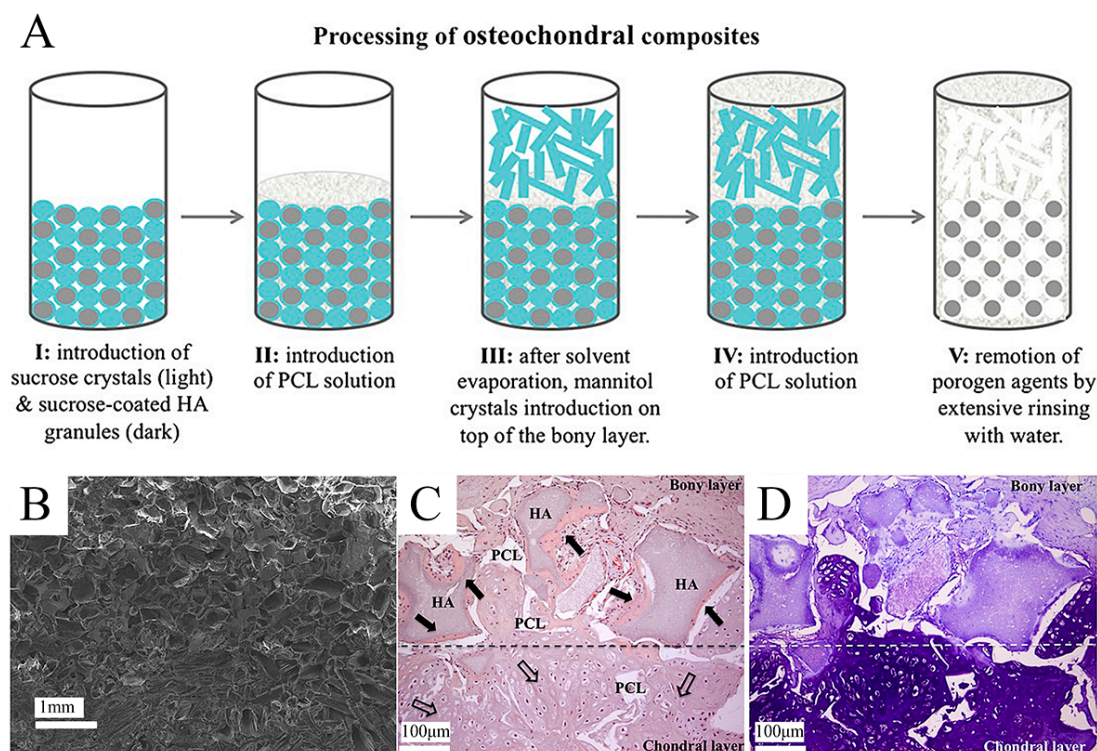 A
Processing of osteochondral composites
I: introduction of
sucrose crystals (light)
& sucrose-coated HA
granules (dark)
II: introduction
of PCL solution
III: after solvent
evaporation, mannitol
crystals introduction on
top of the bony layer.
IV: introduction
of PCL solution
V: remotion of
porogen agents by
extensive rinsing
with water.
B
1mm
C
Bony layer
HA
PCL
HA
HA
PCL
PCL
100μm
Chondral layer
D
Bony layer
100μm
Chondral layer